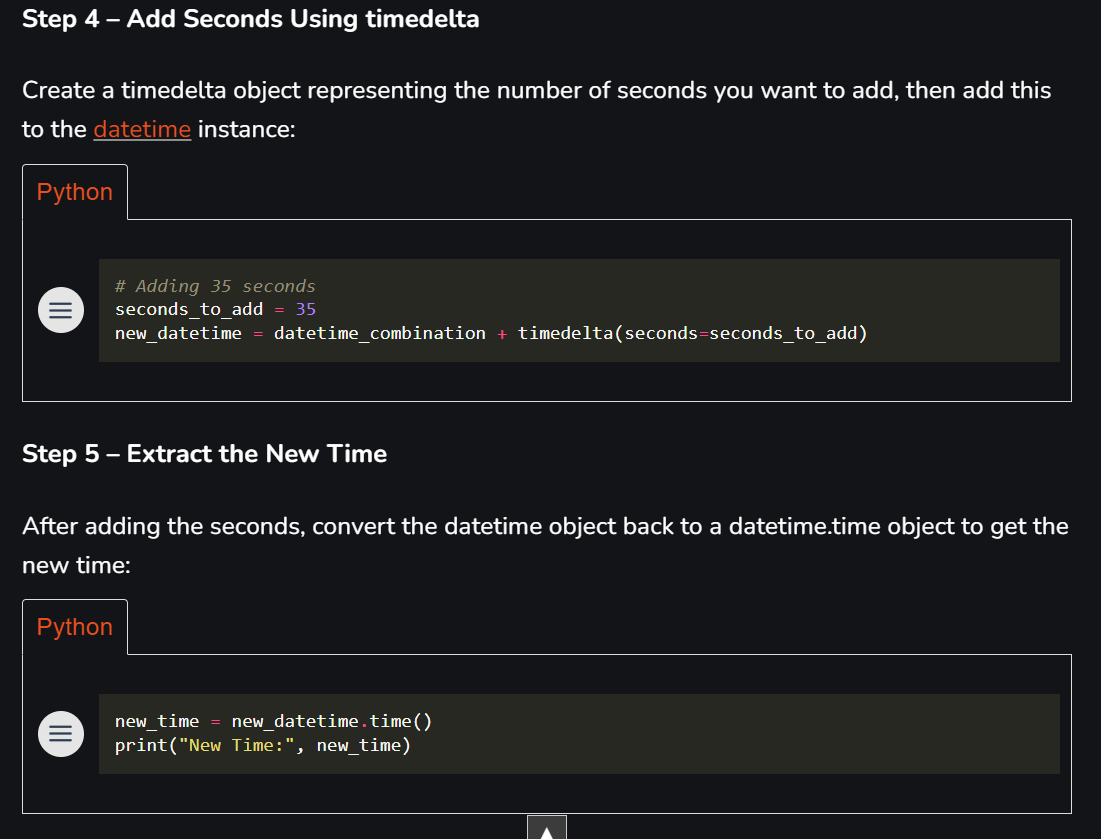 Step 4 – Add Seconds Using timedelta
Create a timedelta object representing the number of seconds you want to add, then add this
to the datetime instance:
Python
# Adding 35 seconds
seconds_to_add = 35
new_datetime = datetime_combination + timedelta(seconds=seconds_to_add)
Step 5 – Extract the New Time
After adding the seconds, convert the datetime object back to a datetime.time object to get the
new time:
Python
new_time = new_datetime.time()
print("New Time:", new_time)